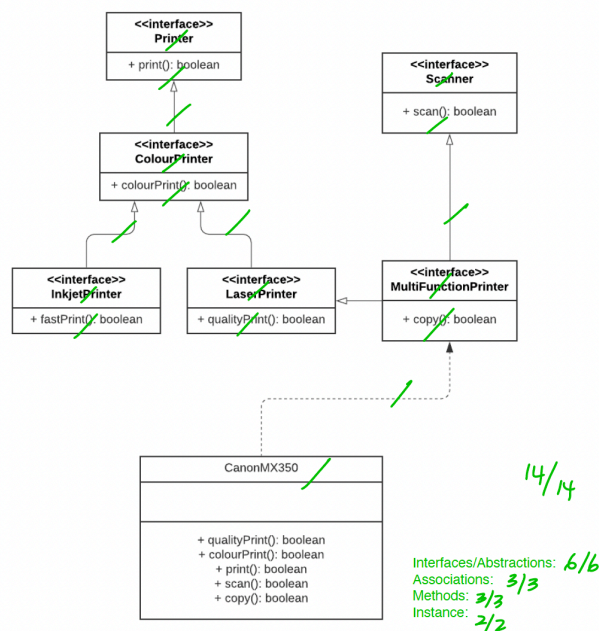 <<interface>>
Printer
+ print(): boolean
<<interface>>
Scanner
+ scan(): boolean
<<interface>>
ColourPrinter
+ colourPrint(): boolean
<<interface>>
InkjetPrinter
+ fastPrint(): boolean
<<interface>>
LaserPrinter
+ qualityPrint(): boolean
<<interface>>
MultiFunctionPrinter
+ copy(): boolean
CanonMX350
+ qualityPrint(): boolean
+ colourPrint(): boolean
+ print(): boolean
+ scan(): boolean
+ copy(): boolean
14/14
Interfaces/Abstractions: 6/6
Associations: 3/3
Methods: 3/3
Instance: 2/2